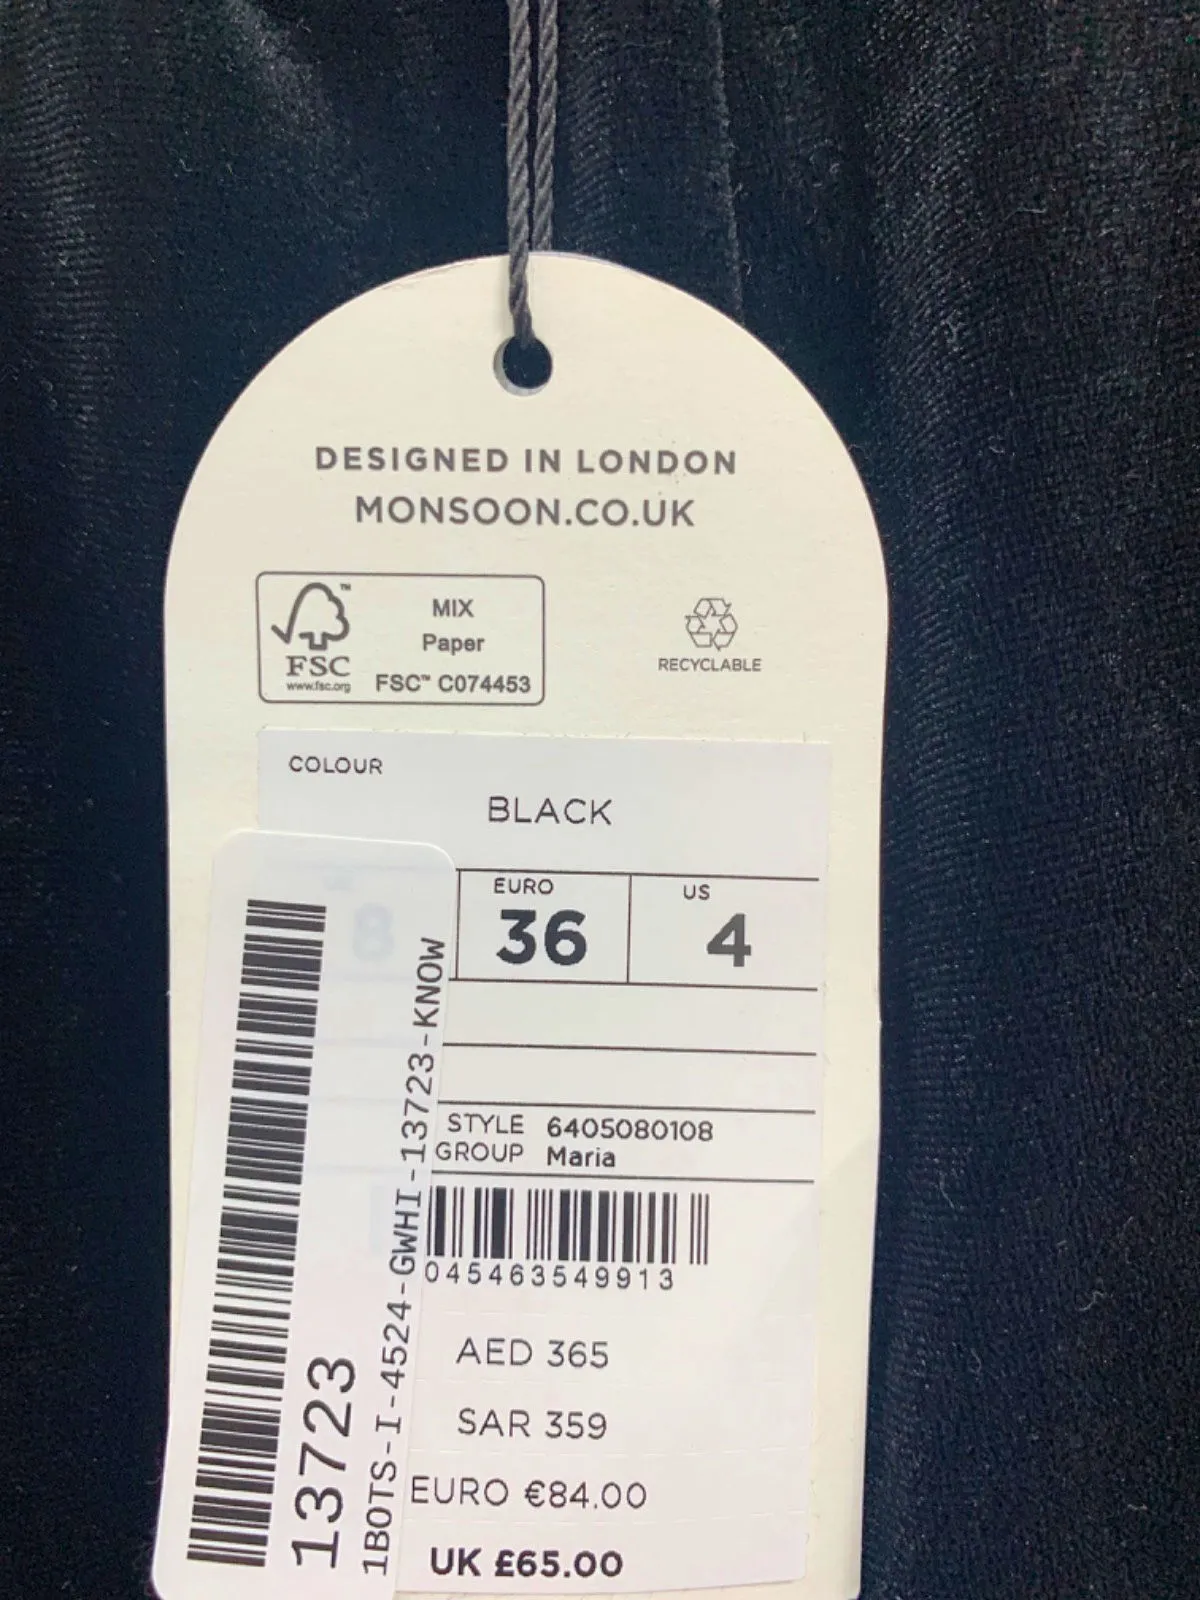 DESIGNED IN LONDON
MONSOON.CO.UK
FSC
www.fsc.org
MIX
Paper
FSC™ C074453
RECYCLABLE
COLOUR
BLACK
8
EURO
36
US
4
STYLE 6405080108
GROUP Maria
045463549913
AED 365
SAR 359
EURO €84.00
UK £65.00
13723
1BOTS-I-4524-GWHI-13723-KNOW